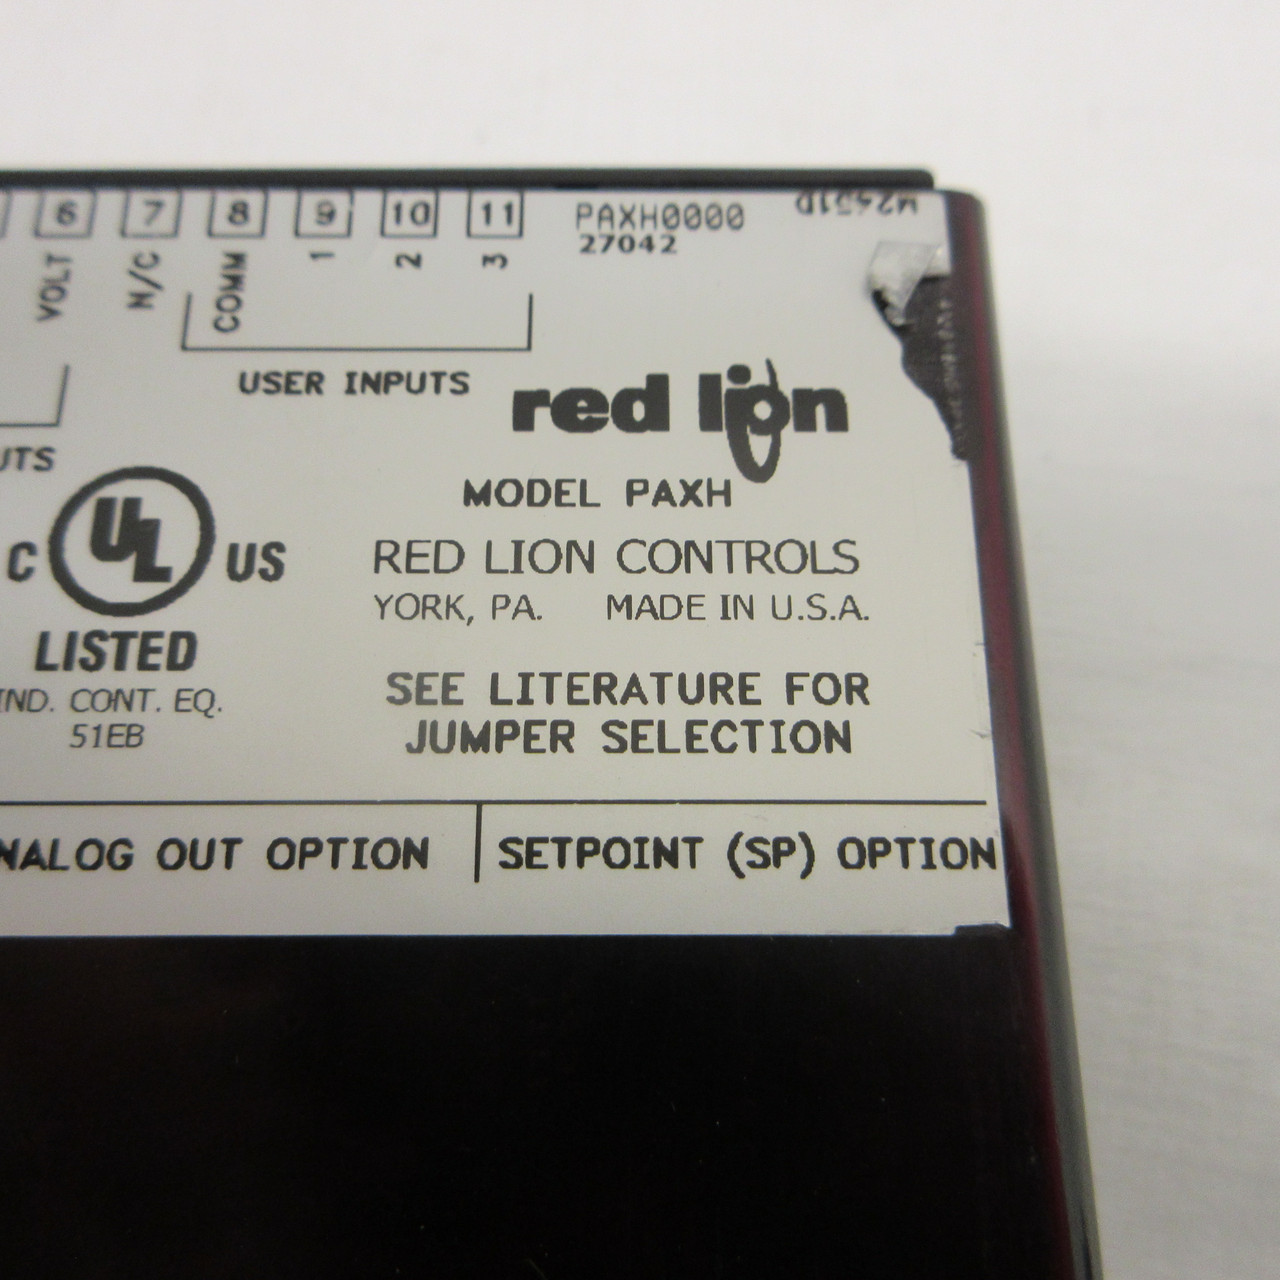 6 7 8 9 10 11 PAXH0000
27042
VOLT N/C COMM 1 2 3
USER INPUTS
red lion
UTS
MODEL PAXH
C UL US
RED LION CONTROLS
YORK, PA. MADE IN U.S.A.
LISTED
IND. CONT. EQ.
51EB
SEE LITERATURE FOR
JUMPER SELECTION
NALOG OUT OPTION
SETPOINT (SP) OPTION